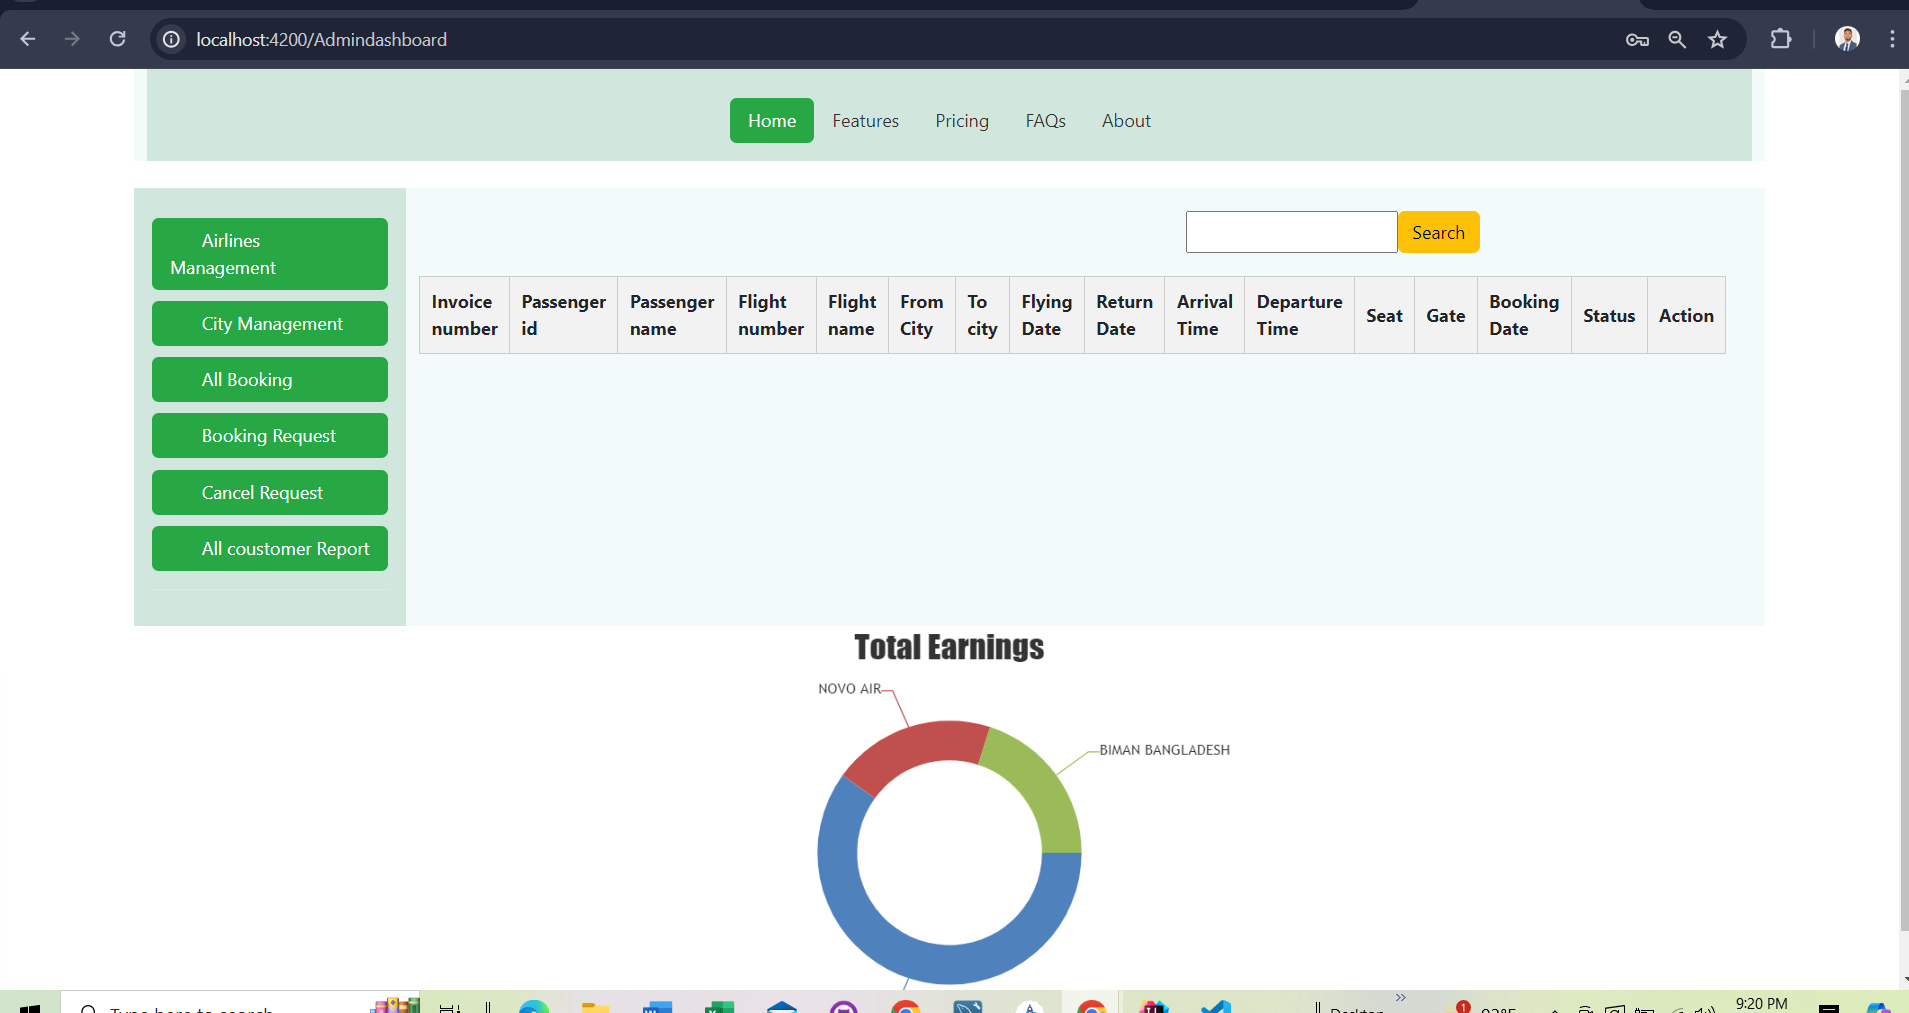 localhost:4200/Admindashboard
Home Features Pricing FAQs About
Airlines
Management
City Management
All Booking
Booking Request
Cancel Request
All coustomer Report
Search
Invoice number Passenger id Passenger name Flight number Flight name From City To city Flying Date Return Date Arrival Time Departure Time Seat Gate Booking Date Status Action
Total Earnings
NOVO AIR
BIMAN BANGLADESH
9:20 PM